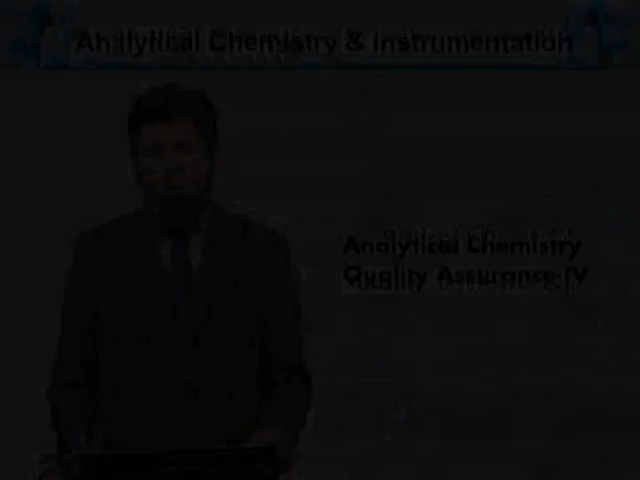 Analytical Chemistry & Instrumentation
Analytical Chemistry
Quality Assurance-IV